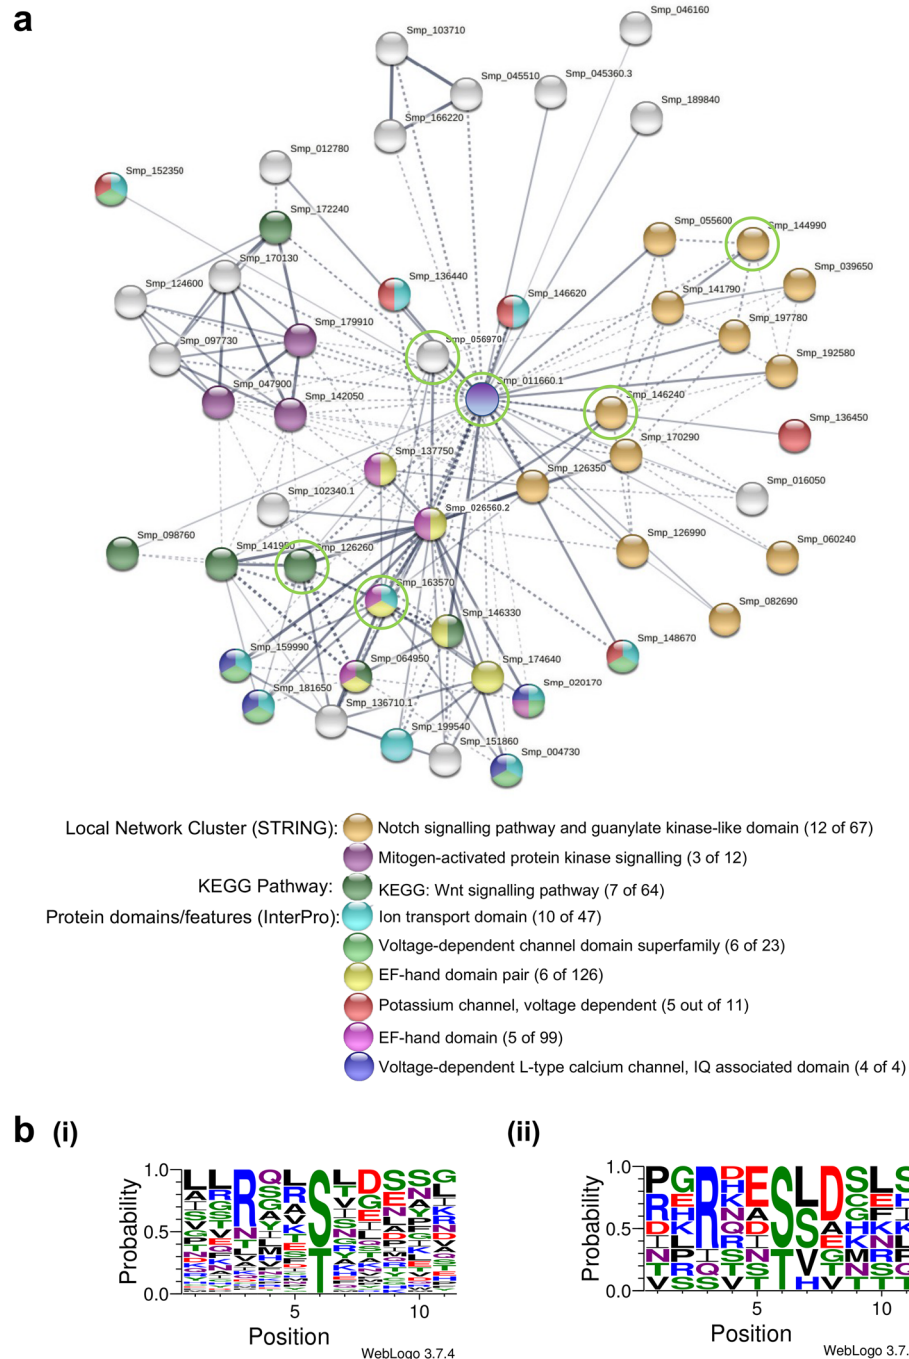 a
Smp_046160
Smp_103710
Smp_045510
Smp_045360.3
Smp_166220
Smp_189840
Smp_012780
Smp_152350
Smp_172240
Smp_055600
Smp_144990
Smp_170130
Smp_136440
Smp_039650
Smp_124600
Smp_146620
Smp_141790
Smp_179910
Smp_197780
Smp_097730
Smp_056970
Smp_192580
Smp_011660.1
Smp_047900
Smp_142050
Smp_146240
Smp_136450
Smp_137750
Smp_170290
Smp_126350
Smp_102340.1
Smp_016050
Smp_026560.2
Smp_098760
Smp_126260
Smp_126990
Smp_060240
Smp_163570
Smp_082690
Smp_146330
Smp_159990
Smp_148670
Smp_064950
Smp_174640
Smp_181650
Smp_020170
Smp_136710.1
Smp_199540
Smp_151860
Smp_004730
Local Network Cluster (STRING): Notch signalling pathway and guanylate kinase-like domain (12 of 67)
Mitogen-activated protein kinase signalling (3 of 12)
KEGG Pathway: KEGG: Wnt signalling pathway (7 of 64)
Protein domains/features (InterPro): Ion transport domain (10 of 47)
Voltage-dependent channel domain superfamily (6 of 23)
EF-hand domain pair (6 of 126)
Potassium channel, voltage dependent (5 out of 11)
EF-hand domain (5 of 99)
Voltage-dependent L-type calcium channel, IQ associated domain (4 of 4)
b (i) (ii)
Probability
1.0
0.5
0.0
5 10
Position
WebLogo 3.7.4
Probability
1.0
0.5
0.0
5 10
Position
WebLogo 3.7.